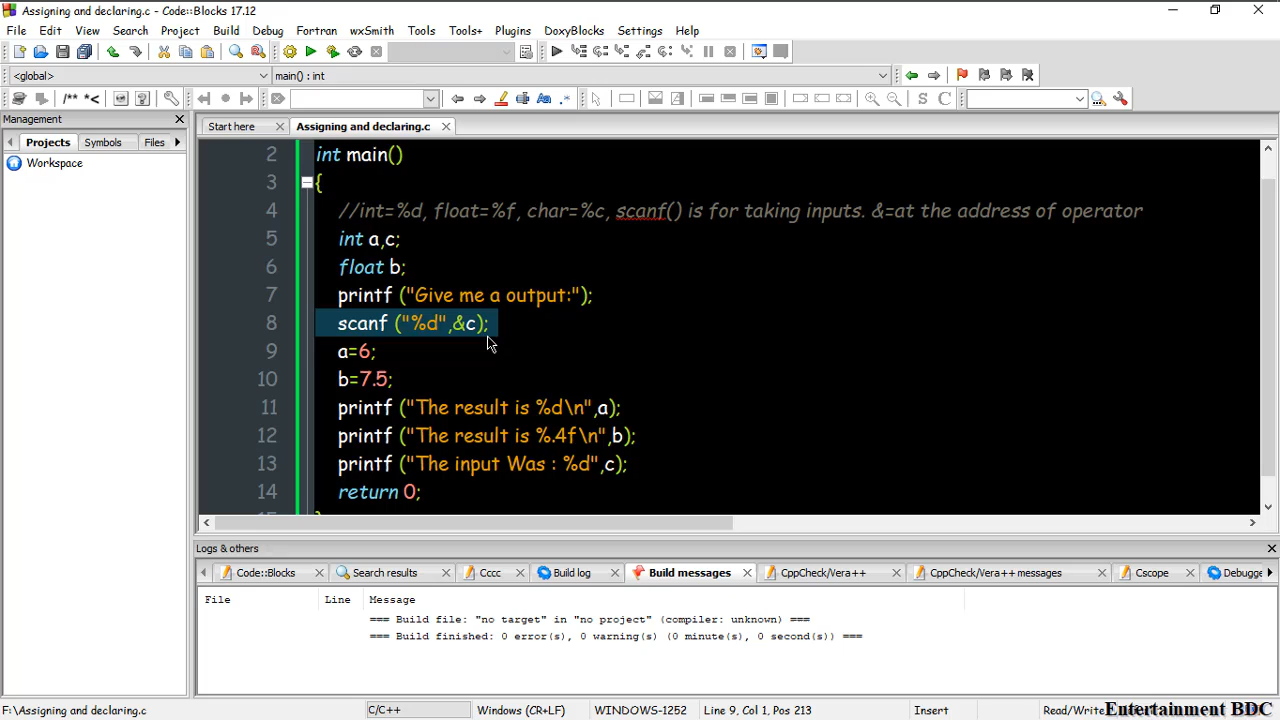 Assigning and declaring.c - Code::Blocks 17.12
File Edit View Search Project Build Debug Fortran wxSmith Tools Tools+ Plugins DoxyBlocks Settings Help
<global> main() : int
/** *<
S C
Management
Start here Assigning and declaring.c
Projects Symbols Files
Workspace
2 int main()
3 {
4 //int=%d, float=%f, char=%c, scanf() is for taking inputs. &=at the address of operator
5 int a,c;
6 float b;
7 printf ("Give me a output:");
8 scanf ("%d",&c);
9 a=6;
10 b=7.5;
11 printf ("The result is %d\n",a);
12 printf ("The result is %.4f\n",b);
13 printf ("The input Was : %d",c);
14 return 0;
Logs & others
Code::Blocks Search results Cccc Build log Build messages CppCheck/Vera++ CppCheck/Vera++ messages Cscope Debugge
File Line Message
=== Build file: "no target" in "no project" (compiler: unknown) ===
=== Build finished: 0 error(s), 0 warning(s) (0 minute(s), 0 second(s)) ===
F:\Assigning and declaring.c C/C++ Windows (CR+LF) WINDOWS-1252 Line 9, Col 1, Pos 213 Insert Read/Write
Entertainment BDC